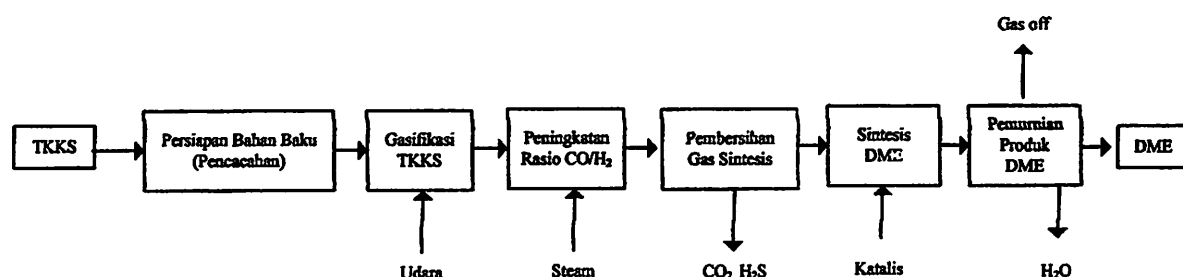 Gas off
TKKS
Persiapan Bahan Baku
(Pencacahan)
Gasifikasi
TKKS
Peningkatan
Rasio CO/H₂
Pembersihan
Gas Sintesis
Sintesis
DME
Pemurnian
Produk
DME
DME
Udara
Steam
CO₂ H₂S
Katalis
H₂O